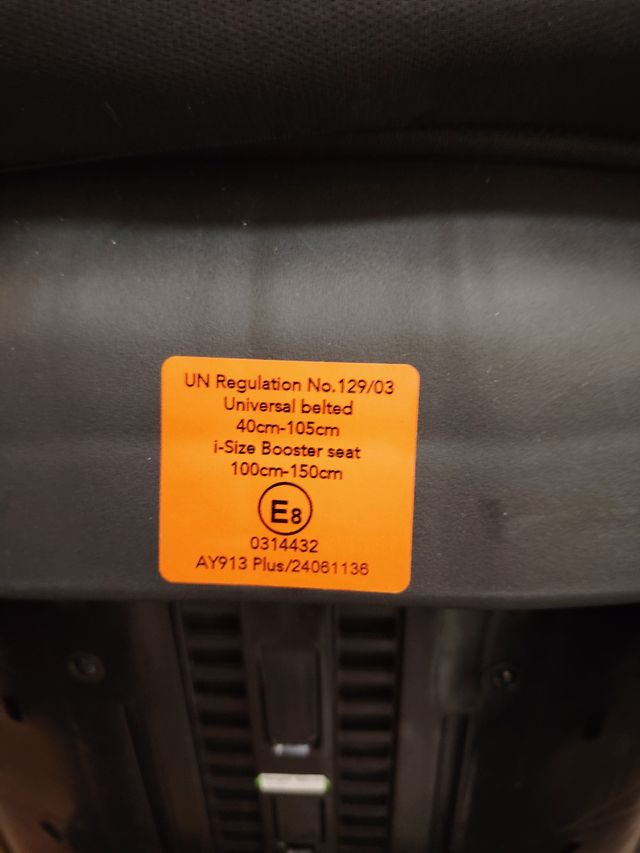 UN Regulation No.129/03
Universal belted
40cm-105cm
i-Size Booster seat
100cm-150cm
E8
0314432
AY913 Plus/24061136